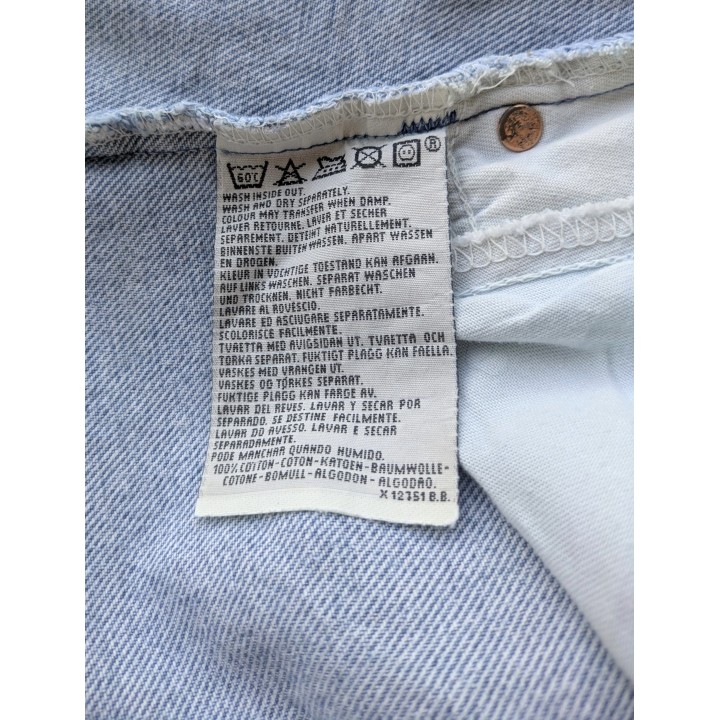 60C ®
WASH INSIDE OUT.
WASH AND DRY SEPARATELY.
COLOUR MAY TRANSFER WHEN DAMP.
LAVER RETOURNE. LAVER ET SECHER
SEPAREMENT. DETEINT NATURELLEMENT.
BINNENSTE BUITEN WASSEN. APART WASSEN
EN DROGEN.
KLEUR IN VOCHTIGE TOESTAND KAN AFGAAN.
AUF LINKS WASCHEN. SEPARAT WASCHEN
UND TROCKNEN. NICHT FARBECHT.
LAVARE AL ROVESCIO.
LAVARE ED ASCIUGARE SEPARATAMENTE.
SCOLORISCE FACILMENTE.
TVAETTA MED AVIGSIDAN UT. TVAETTA OCH
TORKA SEPARAT. FUKTIGT PLAGG KAN FAELLA.
VASKES MED VRANGEN UT.
VASKES OG TØRKES SEPARAT.
FUKTIGE PLAGG KAN FARGE AV.
LAVAR DEL REVES. LAVAR Y SECAR POR
SEPARADO. SE DESTINE FACILMENTE.
LAVAR DO AVESSO. LAVAR E SECAR
SEPARADAMENTE.
PODE MANCHAR QUANDO HUMIDO.
100% COTTON-COTON-KATOEN-BAUMWOLLE-
COTONE-BOMULL-ALGODON-ALGODÃO.
X 12751 B.B.